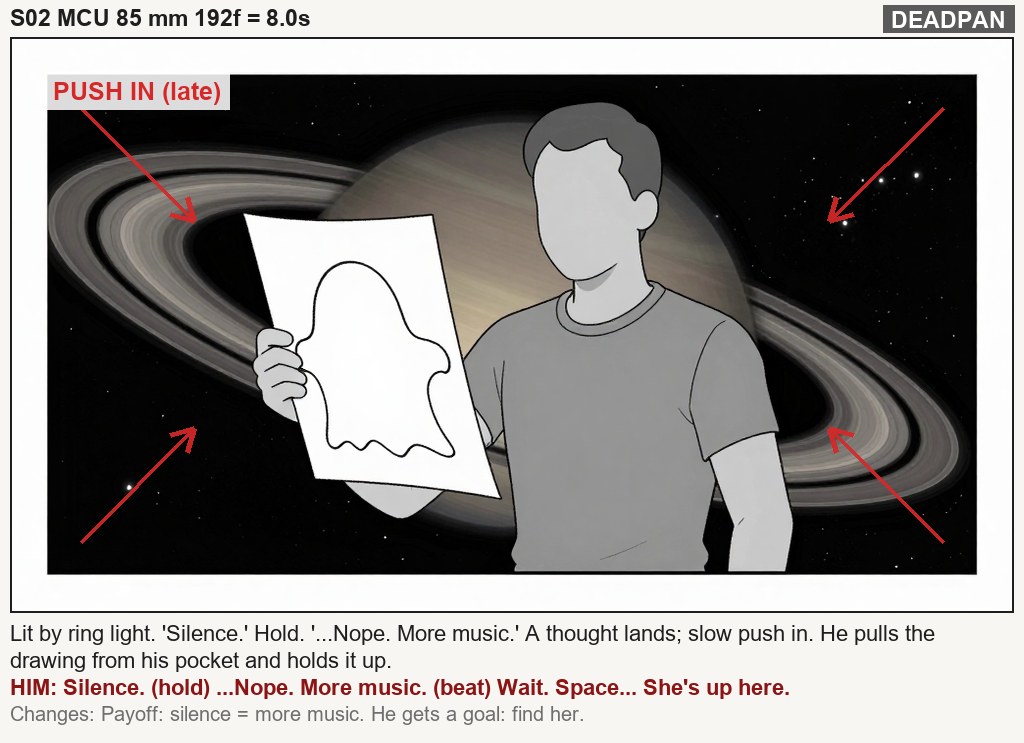 S02 MCU 85 mm 192f = 8.0s
DEADPAN
PUSH IN (late)
Lit by ring light. 'Silence.' Hold. '...Nope. More music.' A thought lands; slow push in. He pulls the
drawing from his pocket and holds it up.
HIM: Silence. (hold) ...Nope. More music. (beat) Wait. Space... She's up here.
Changes: Payoff: silence = more music. He gets a goal: find her.